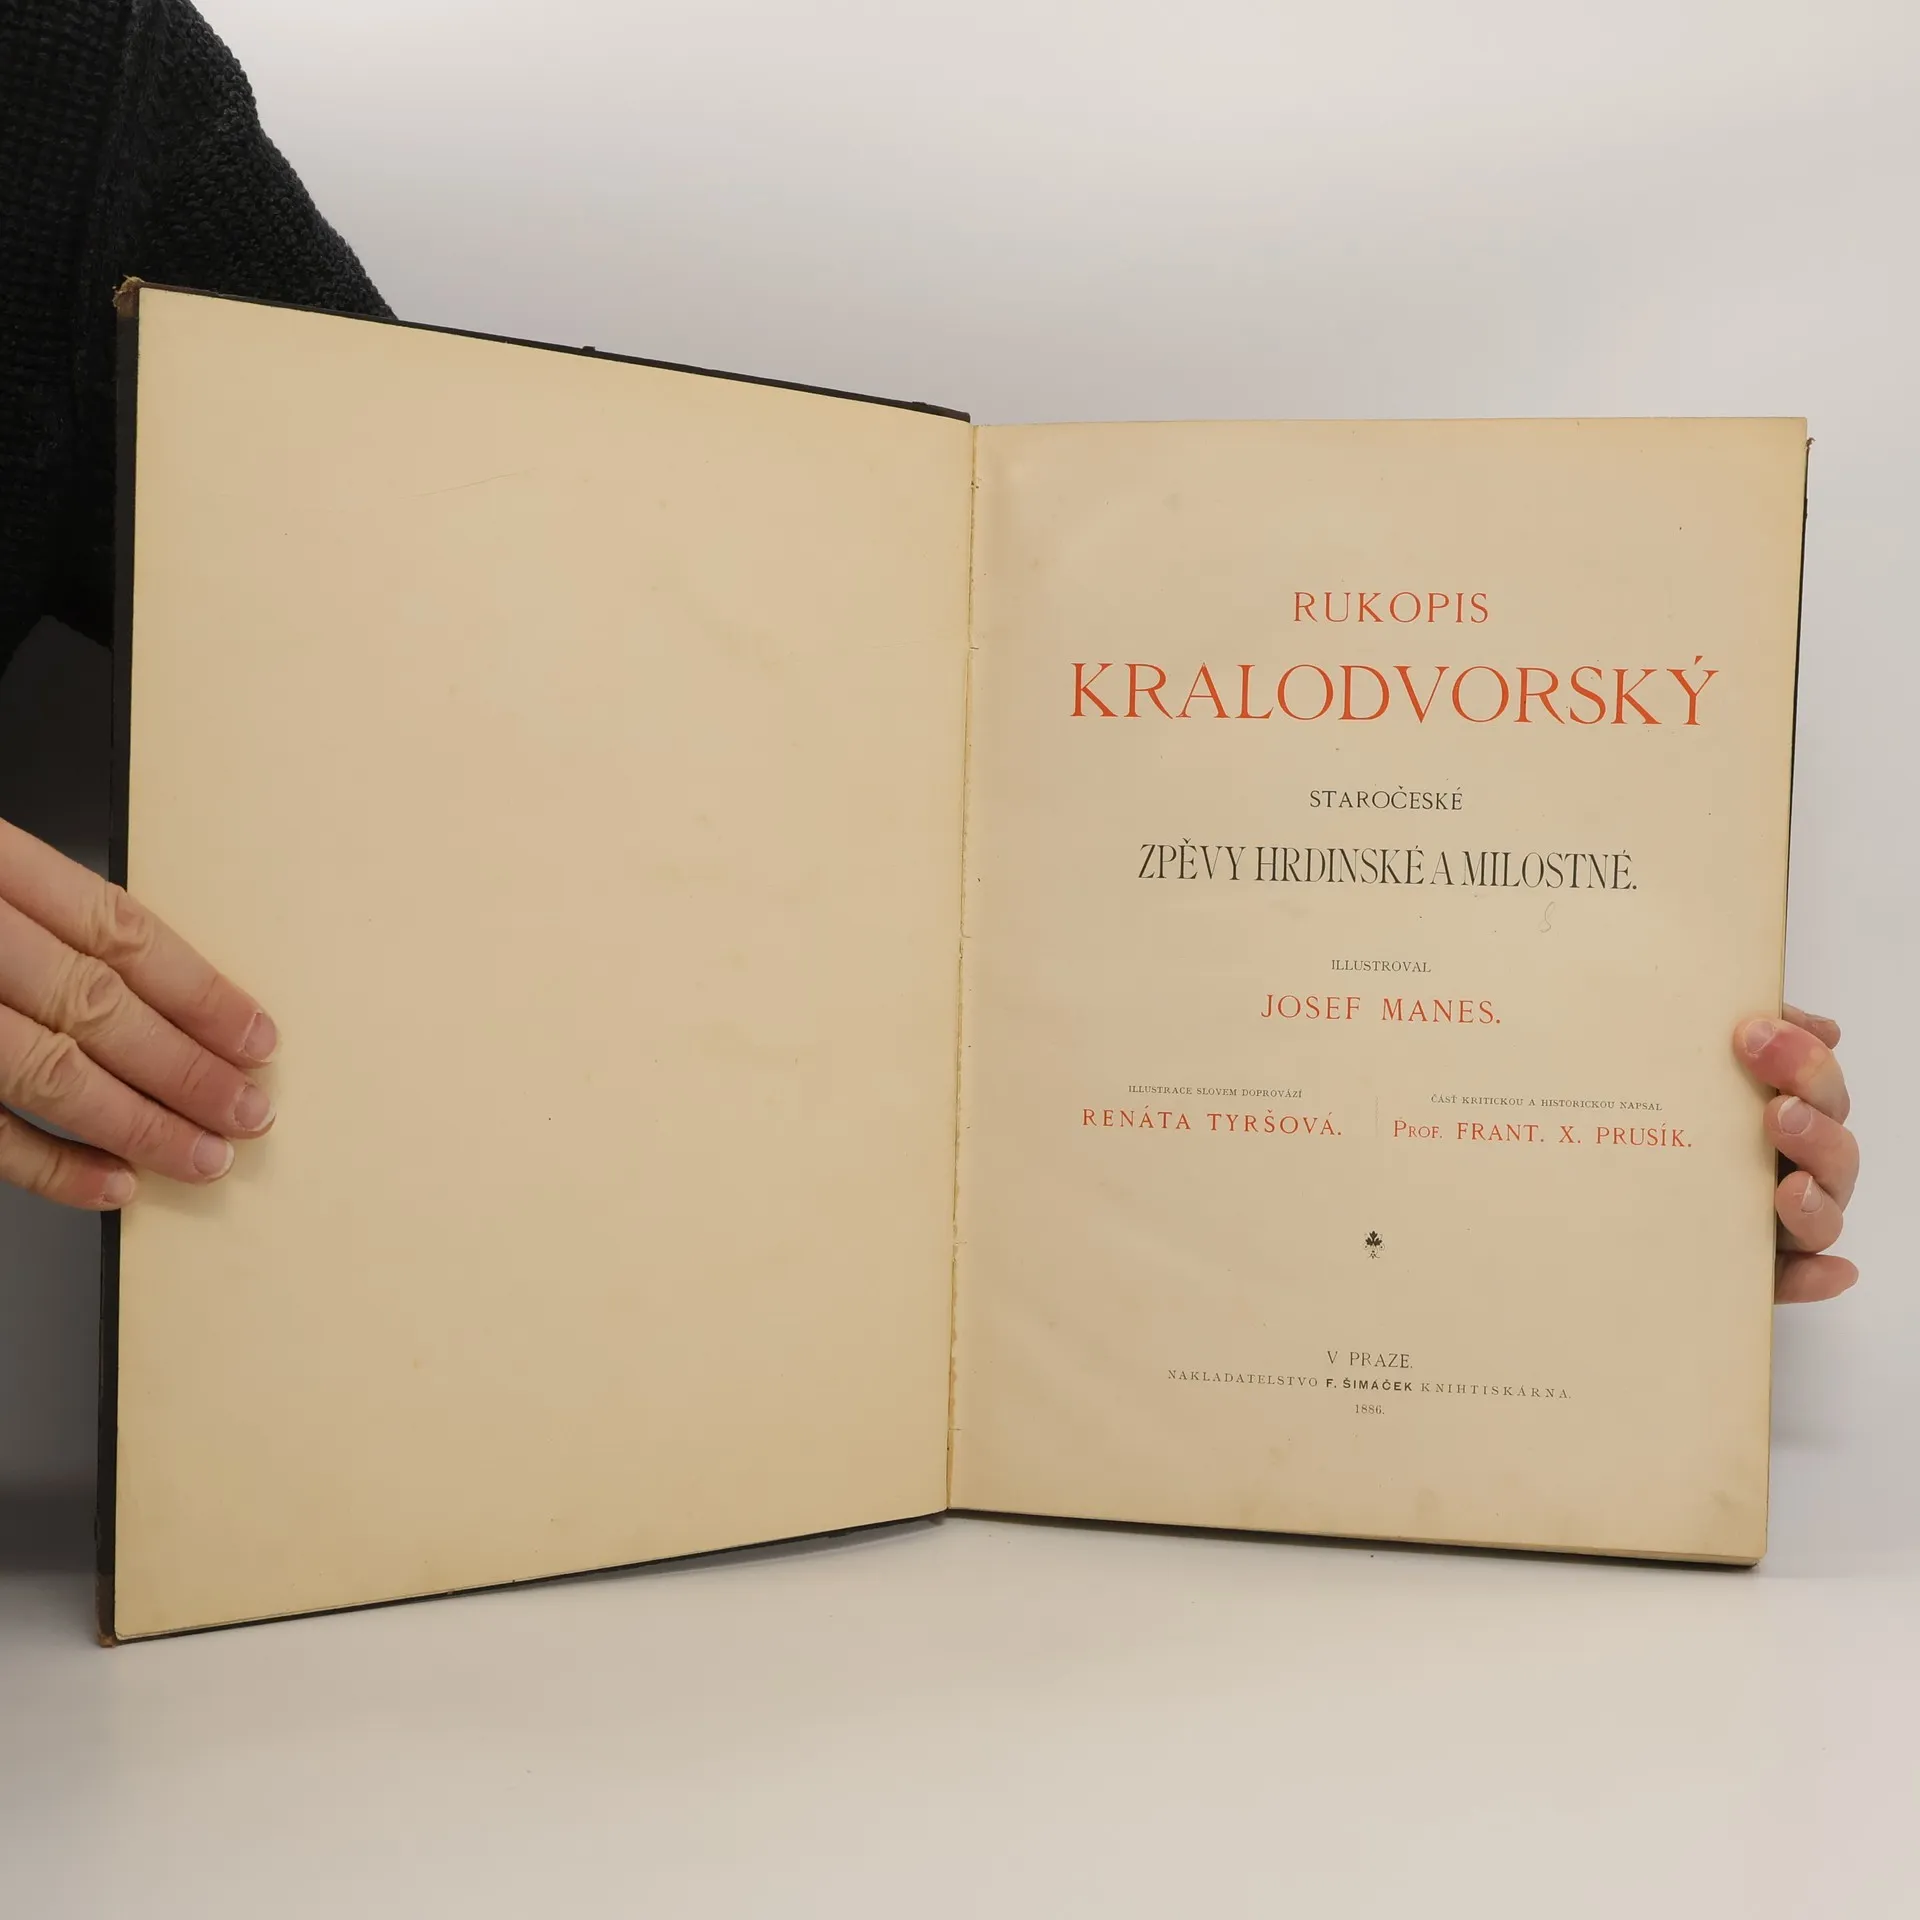 RUKOPIS
KRALODVORSKÝ
STAROČESKÉ
ZPĚVY HRDINSKÉ A MILOSTNÉ.
ILLUSTROVAL
JOSEF MANES.
ILLUSTRACE SLOVEM DOPROVÁZÍ
RENÁTA TYRŠOVÁ.
ČÁSŤ KRITICKOU A HISTORICKOU NAPSAL
PROF. FRANT. X. PRUSÍK.
V PRAZE.
NAKLADATELSTVO F. ŠIMÁČEK KNIHTISKÁRNA.
1886.